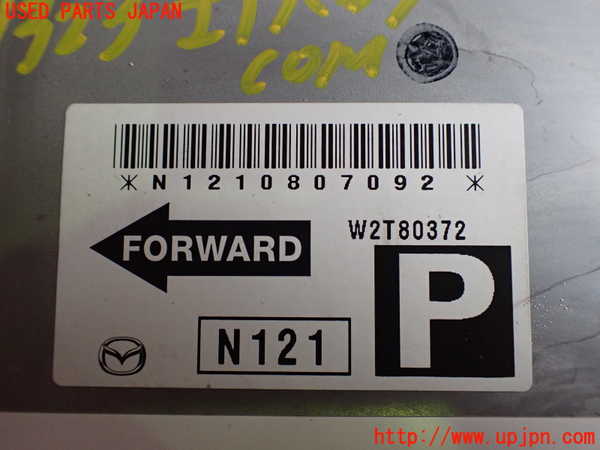 USED PARTS JAPAN
COM
*N1210807092*
FORWARD
W2T80372
P
N121
http://www.upjpn.com/